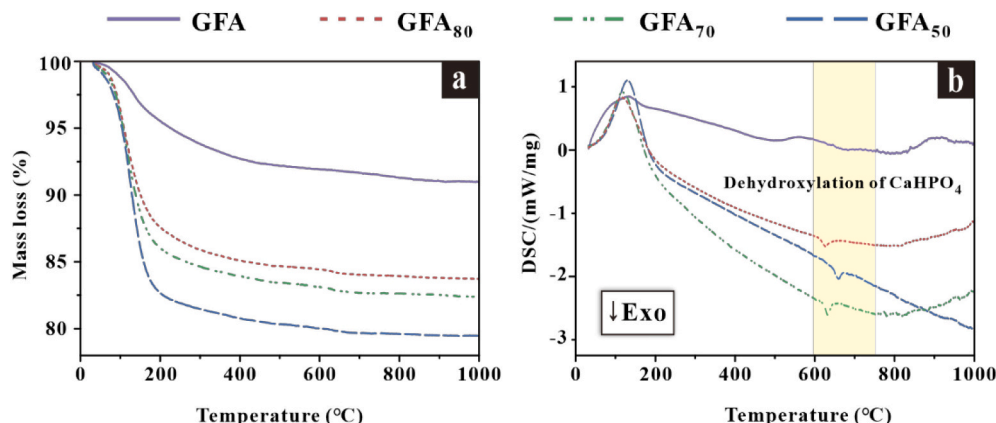 GFA GFA₈₀ GFA₇₀ GFA₅₀
a
100
95
90
85
80
0 200 400 600 800 1000
Mass loss (%)
Temperature (℃)
b
1
0
-1
-2
-3
0 200 400 600 800 1000
DSC/(mW/mg)
Temperature (℃)
Dehydroxylation of CaHPO₄
↓Exo